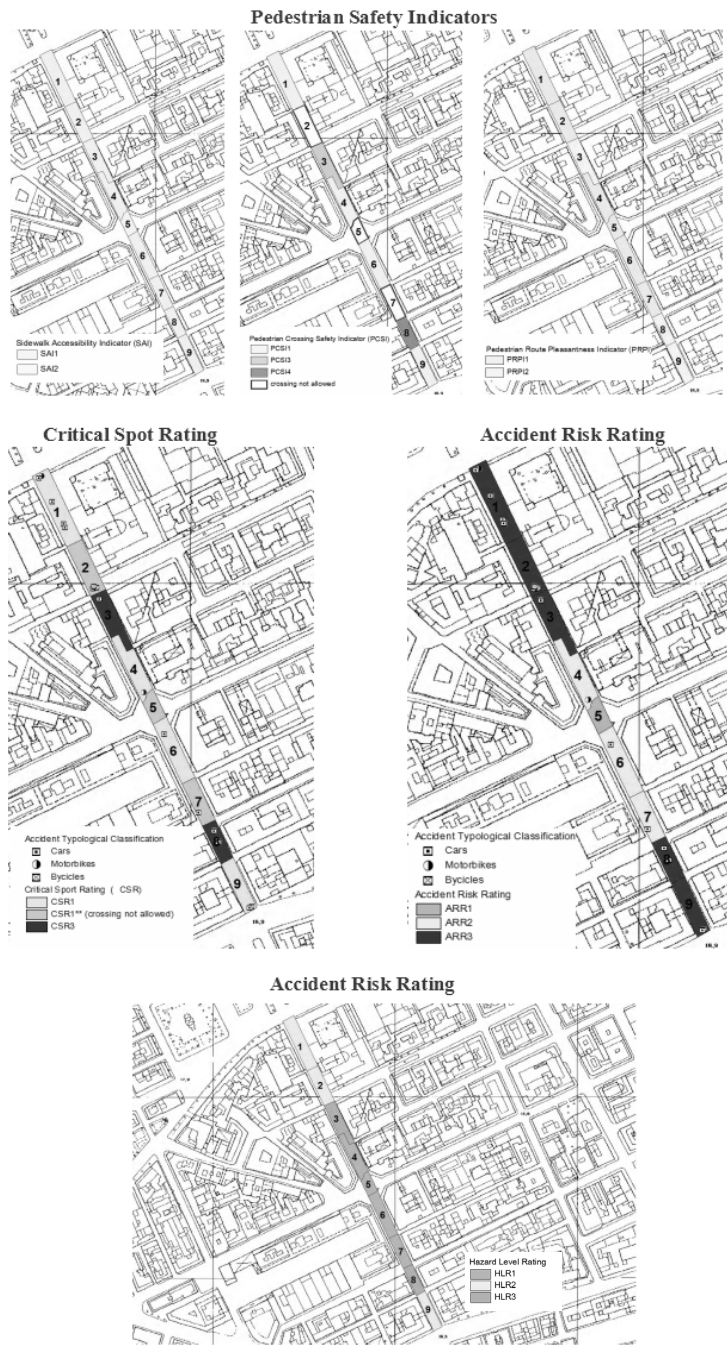 Pedestrian Safety Indicators
1
2
3
4
5
6
7
8
9
Sidewalk Accessibility Indicator (SAI)
SAI1
SAI2
1
2
3
4
5
6
7
8
9
Pedestrian Crossing Safety Indicator (PCSI)
PCSI1
PCSI3
PCSI4
crossing not allowed
1
2
3
4
5
6
7
8
9
Pedestrian Route Pleasantness Indicator (PRPI)
PRPI1
PRPI2
Critical Spot Rating
1
2
3
4
5
6
7
9
Accident Typological Classification
Cars
Motorbikes
Bycicles
Critical Sport Rating ( CSR)
CSR1
CSR1** (crossing not allowed)
CSR3
Accident Risk Rating
1
2
3
4
5
6
7
9
Accident Typological Classification
Cars
Motorbikes
Bycicles
Accident Risk Rating
ARR1
ARR2
ARR3
Accident Risk Rating
1
2
3
4
5
6
7
8
9
Hazard Level Rating
HLR1
HLR2
HLR3